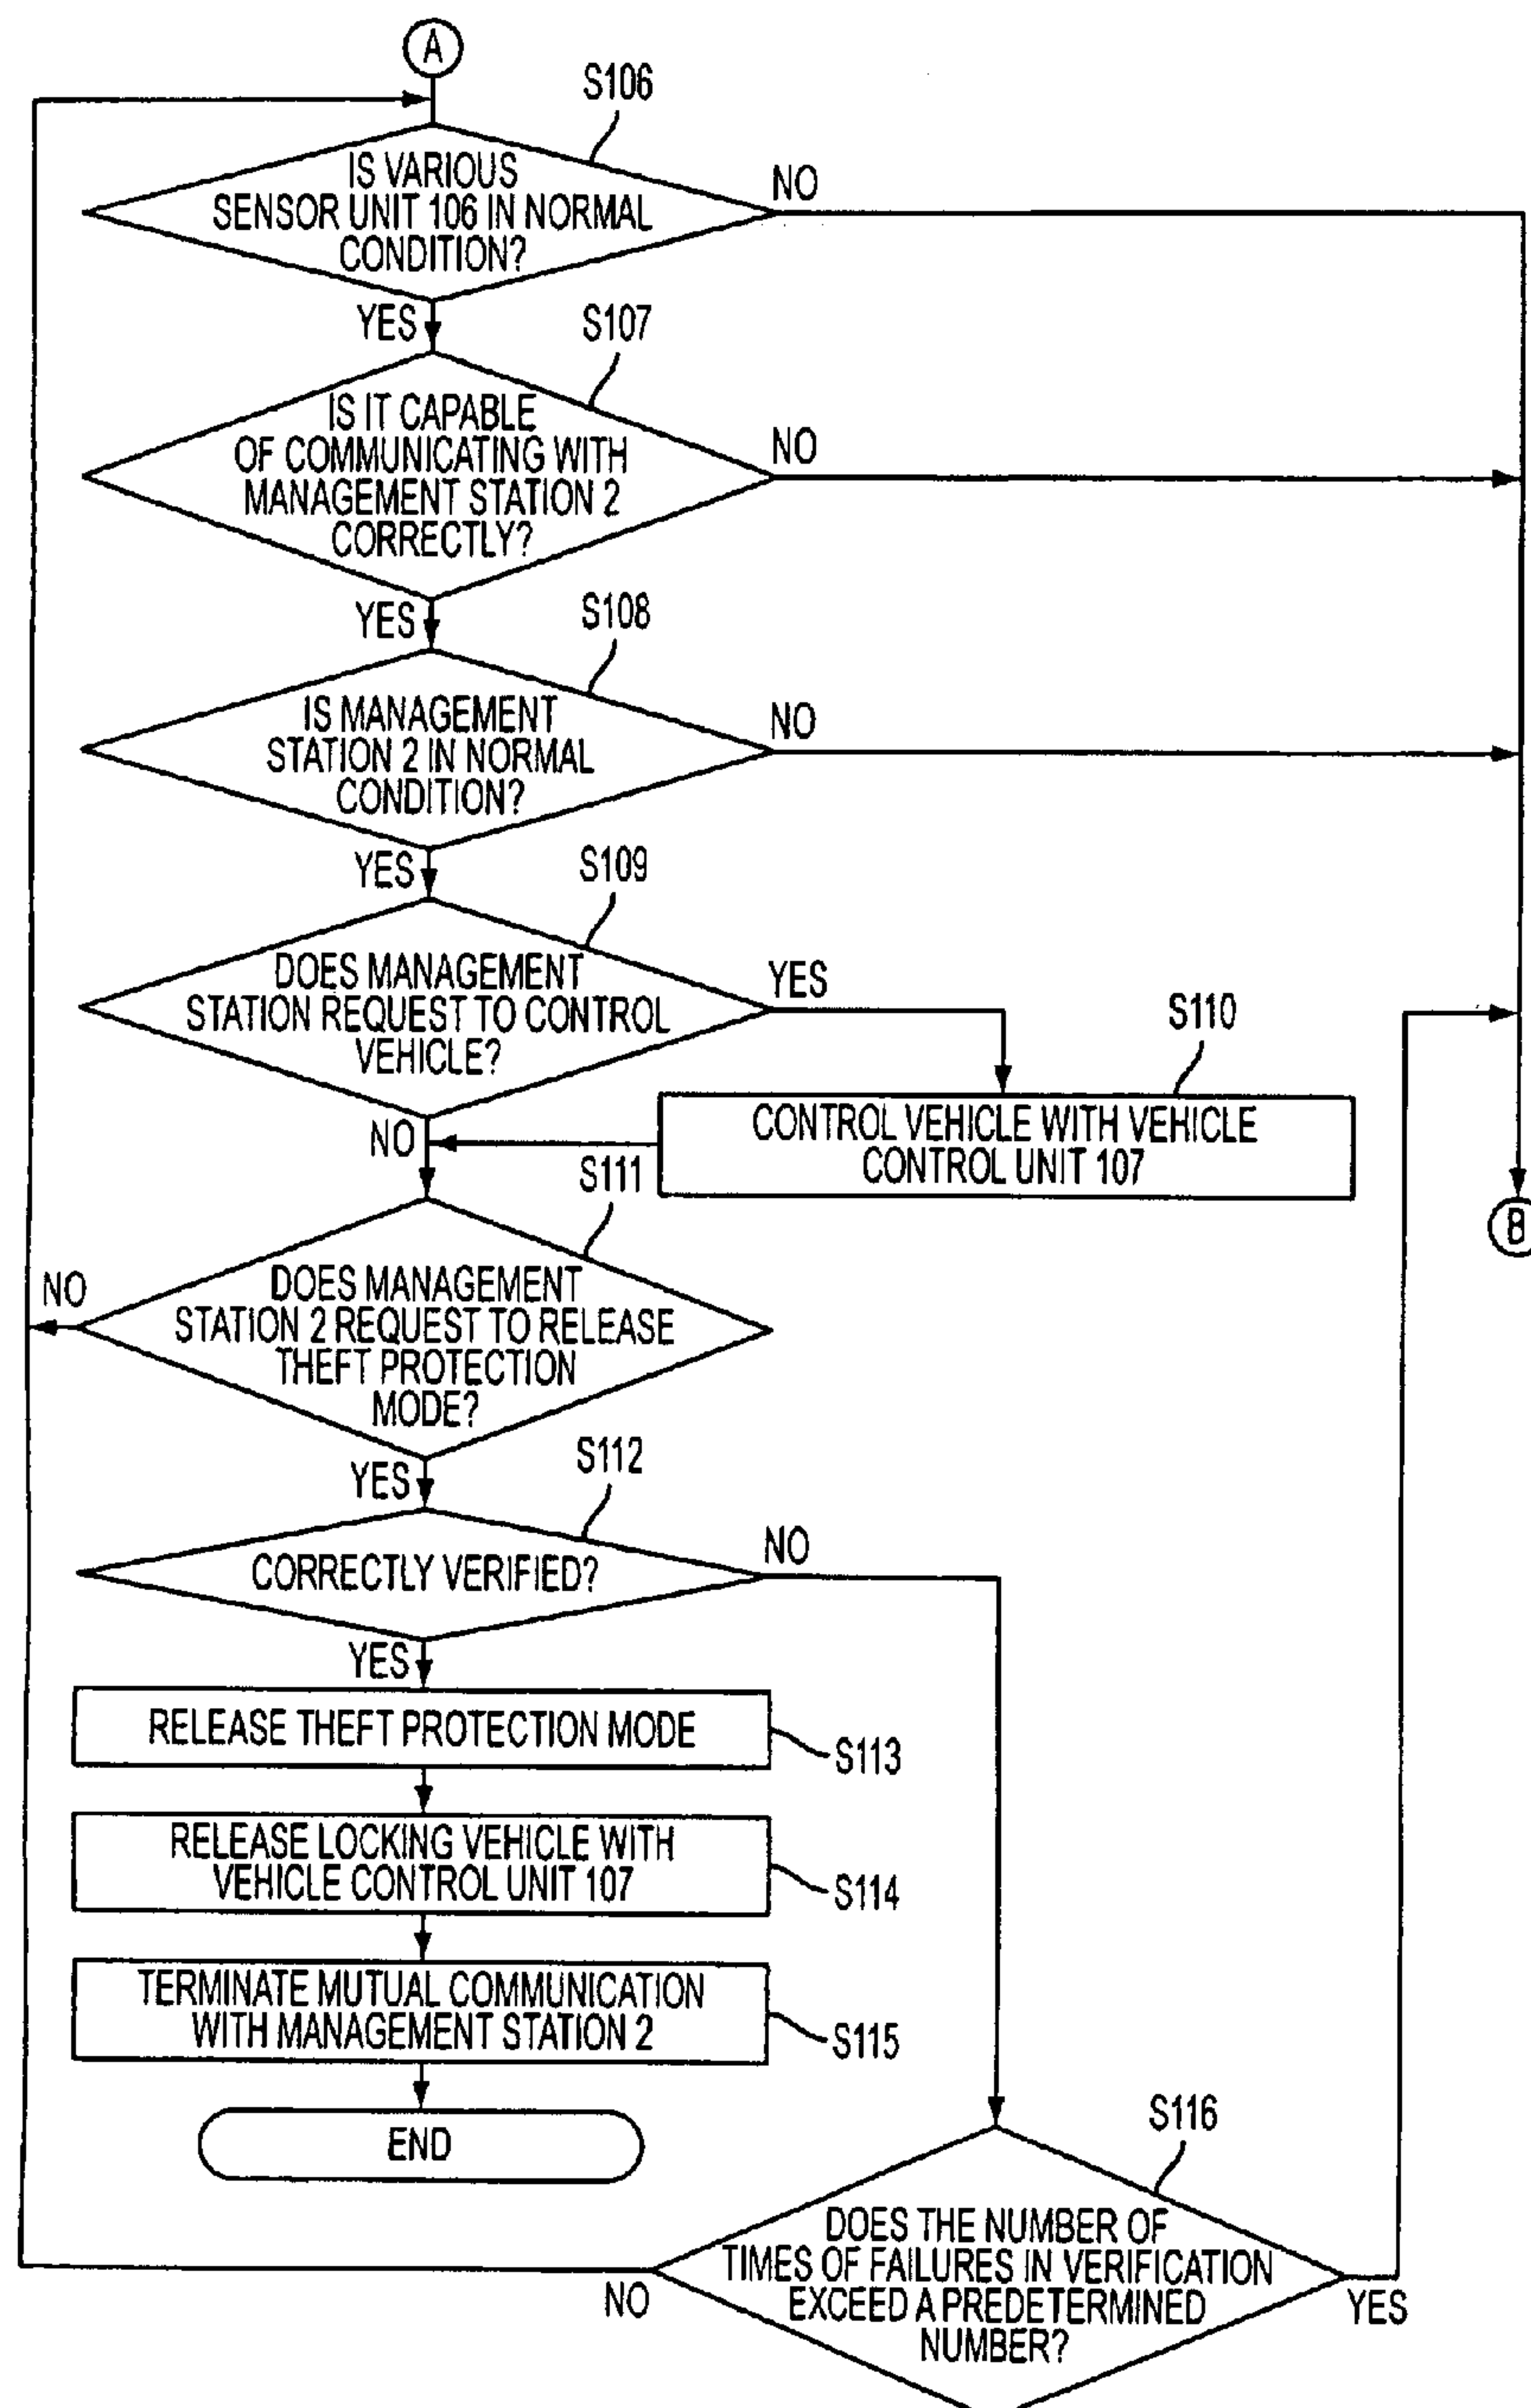 A
S106
IS VARIOUS
SENSOR UNIT 106 IN NORMAL
CONDITION?
NO
YES
S107
IS IT CAPABLE
OF COMMUNICATING WITH
MANAGEMENT STATION 2
CORRECTLY?
NO
YES
S108
IS MANAGEMENT
STATION 2 IN NORMAL
CONDITION?
NO
YES
S109
DOES MANAGEMENT
STATION REQUEST TO CONTROL
VEHICLE?
YES
S110
CONTROL VEHICLE WITH VEHICLE
CONTROL UNIT 107
NO
B
S111
DOES MANAGEMENT
STATION 2 REQUEST TO RELEASE
THEFT PROTECTION
MODE?
NO
YES
S112
CORRECTLY VERIFIED?
NO
YES
RELEASE THEFT PROTECTION MODE
S113
RELEASE LOCKING VEHICLE WITH
VEHICLE CONTROL UNIT 107
S114
TERMINATE MUTUAL COMMUNICATION
WITH MANAGEMENT STATION 2
S115
END
S116
DOES THE NUMBER OF
TIMES OF FAILURES IN VERIFICATION
EXCEED A PREDETERMINED
NUMBER?
NO
YES